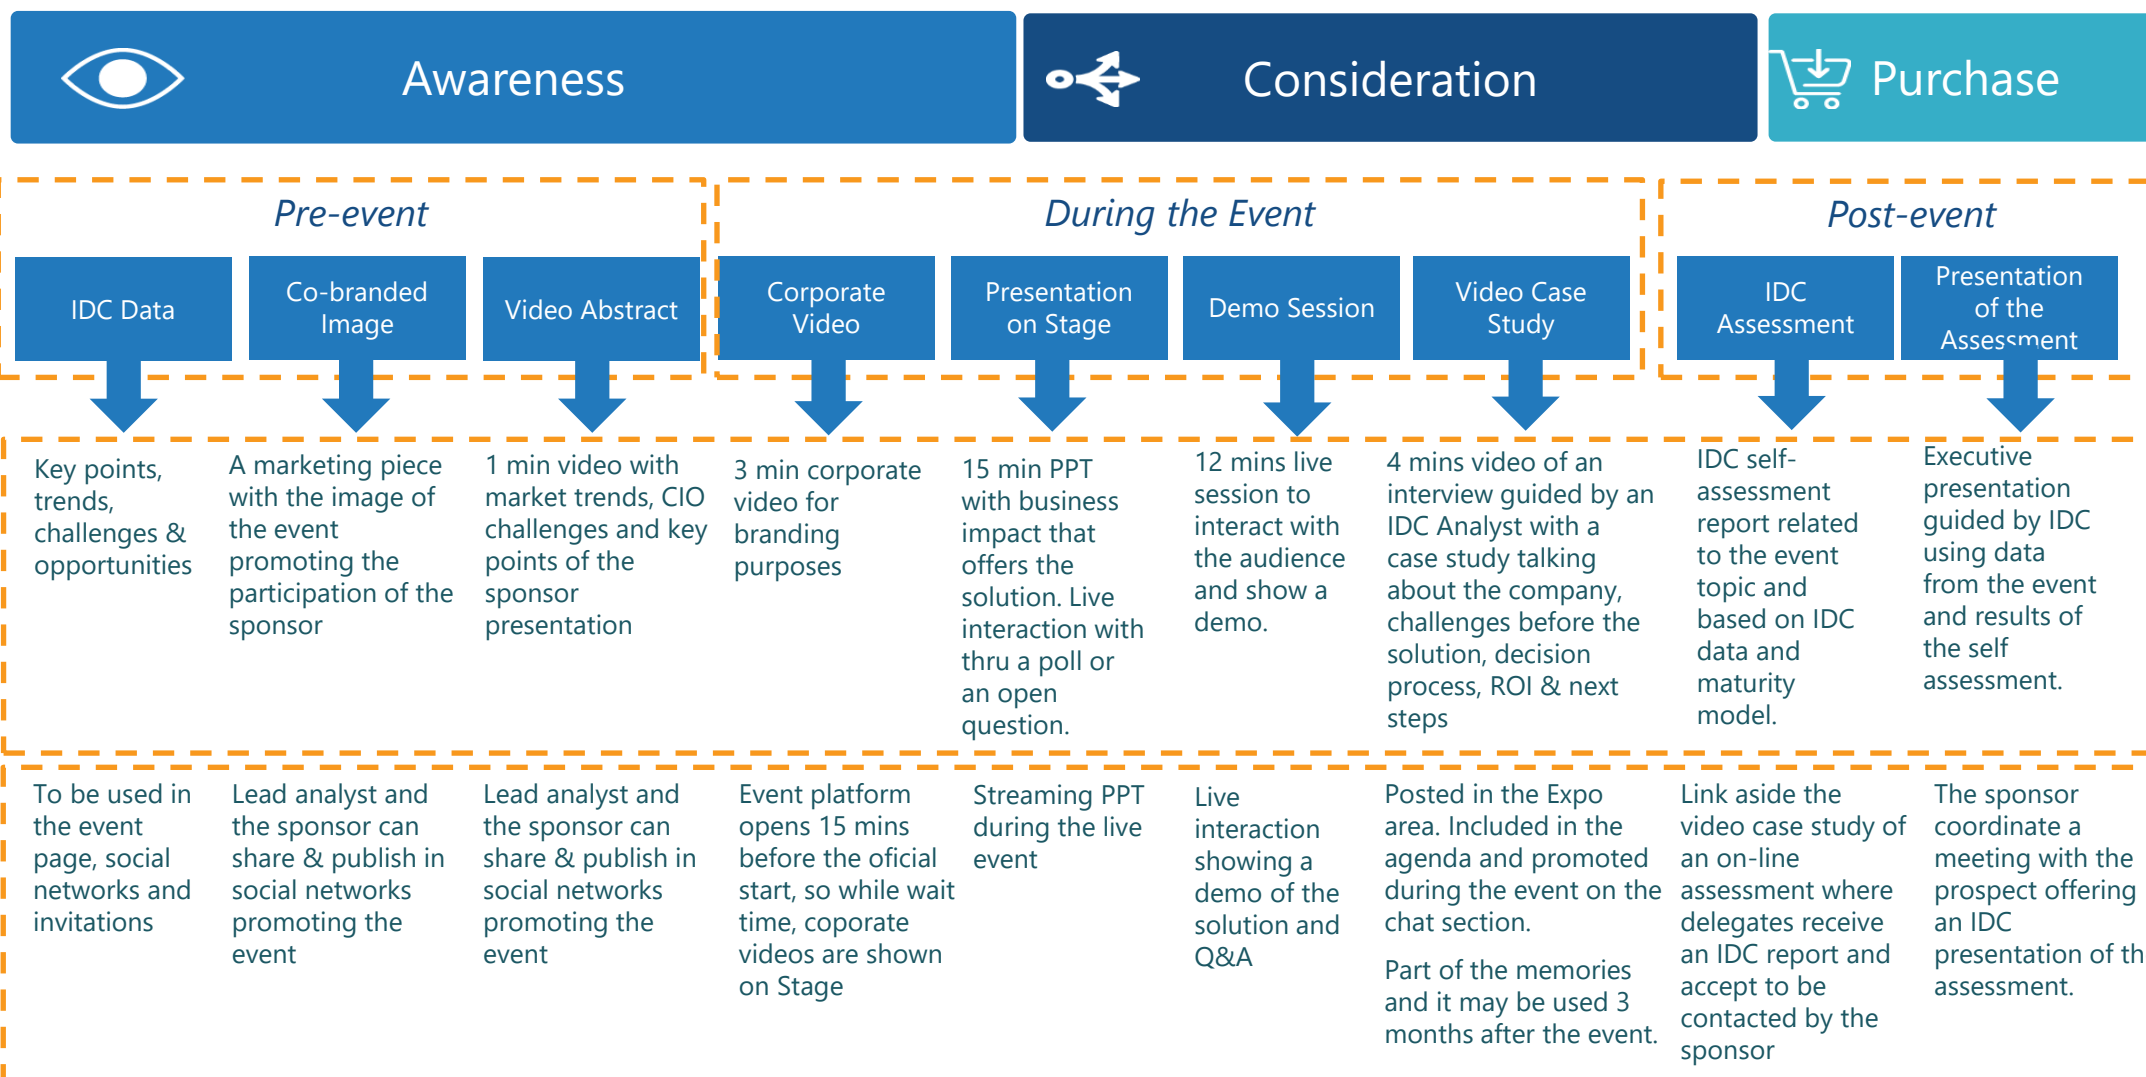 Awareness
Consideration
Purchase
Pre-event
During the Event
Post-event
IDC Data
Co-branded
Image
Video Abstract
Corporate
Video
Presentation
on Stage
Demo Session
Video Case
Study
IDC
Assessment
Presentation
of the
Assessment
Key points,
trends,
challenges &
opportunities
A marketing piece
with the image of
the event
promoting the
participation of the
sponsor
1 min video with
market trends, CIO
challenges and key
points of the
sponsor
presentation
3 min corporate
video for
branding
purposes
15 min PPT
with business
impact that
offers the
solution. Live
interaction with
thru a poll or
an open
question.
12 mins live
session to
interact with
the audience
and show a
demo.
4 mins video of an
interview guided by an
IDC Analyst with a
case study talking
about the company,
challenges before the
solution, decision
process, ROI & next
steps
IDC self-
assessment
report related
to the event
topic and
based on IDC
data and
maturity
model.
Executive
presentation
guided by IDC
using data
from the event
and results of
the self
assessment.
To be used in
the event
page, social
networks and
invitations
Lead analyst and
the sponsor can
share & publish in
social networks
promoting the
event
Lead analyst and
the sponsor can
share & publish in
social networks
promoting the
event
Event platform
opens 15 mins
before the oficial
start, so while wait
time, coporate
videos are shown
on Stage
Streaming PPT
during the live
event
Live
interaction
showing a
demo of the
solution and
Q&A
Posted in the Expo
area. Included in the
agenda and promoted
during the event on the
chat section.
Part of the memories
and it may be used 3
months after the event.
Link aside the
video case study of
an on-line
assessment where
delegates receive
an IDC report and
accept to be
contacted by the
sponsor
The sponsor
coordinate a
meeting with the
prospect offering
an IDC
presentation of th
assessment.